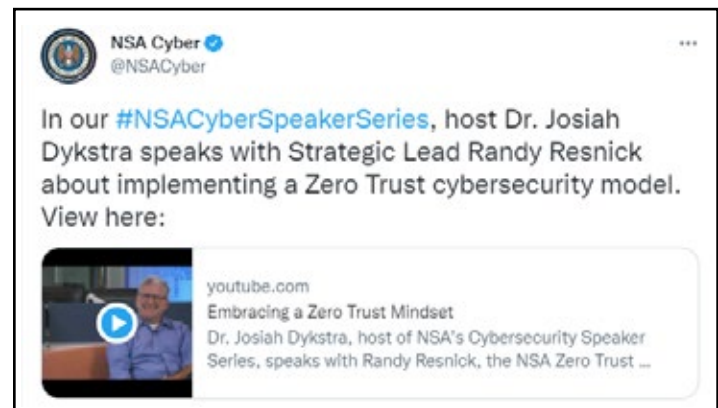 NSA Cyber
@NSACyber
In our #NSACyberSpeakerSeries, host Dr. Josiah
Dykstra speaks with Strategic Lead Randy Resnick
about implementing a Zero Trust cybersecurity model.
View here:
youtube.com
Embracing a Zero Trust Mindset
Dr. Josiah Dykstra, host of NSA's Cybersecurity Speaker
Series, speaks with Randy Resnick, the NSA Zero Trust ...